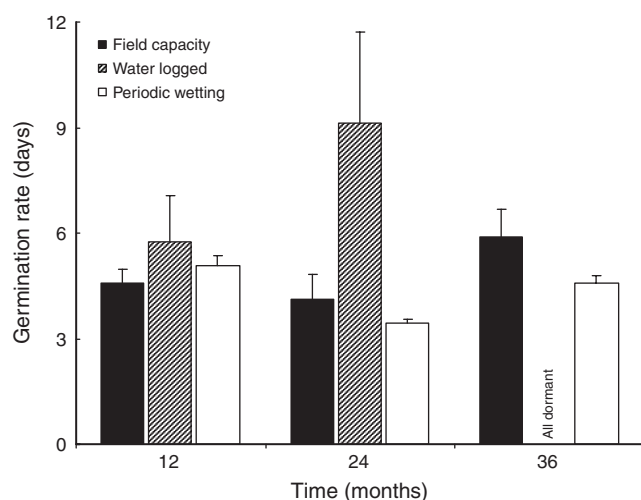 12
Field capacity
Water logged
Periodic wetting
9
6
3
0
Germination rate (days)
All dormant
12 24 36
Time (months)